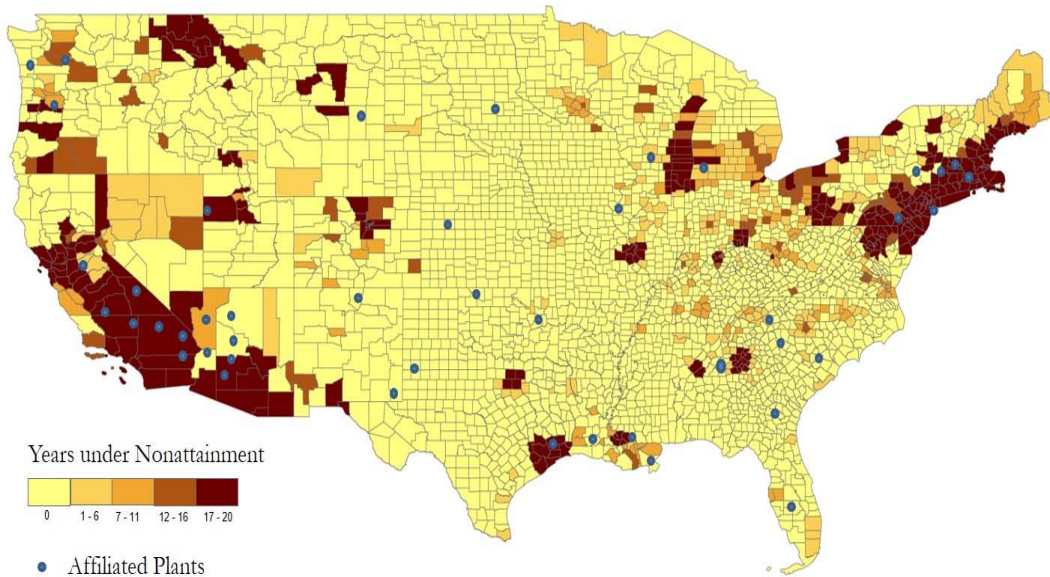 Years under Nonattainment
0 1 - 6 7 - 11 12 - 16 17 - 20
Affiliated Plants